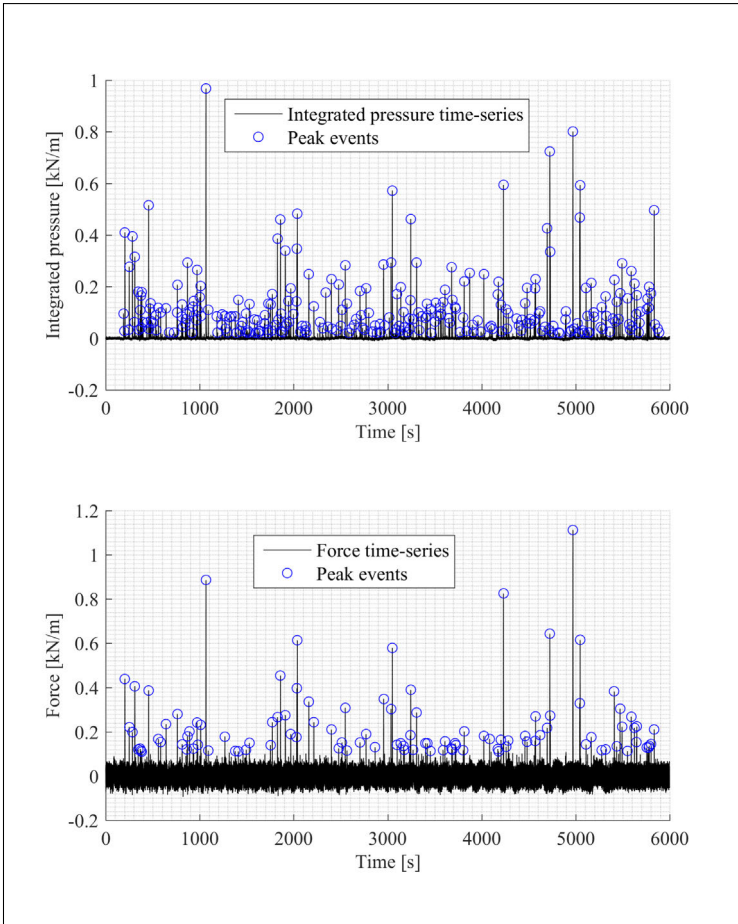 1
0.8
0.6
0.4
0.2
0
-0.2
Integrated pressure [kN/m]
Integrated pressure time-series
Peak events
0 1000 2000 3000 4000 5000 6000
Time [s]
1.2
1
0.8
0.6
0.4
0.2
0
-0.2
Force [kN/m]
Force time-series
Peak events
0 1000 2000 3000 4000 5000 6000
Time [s]